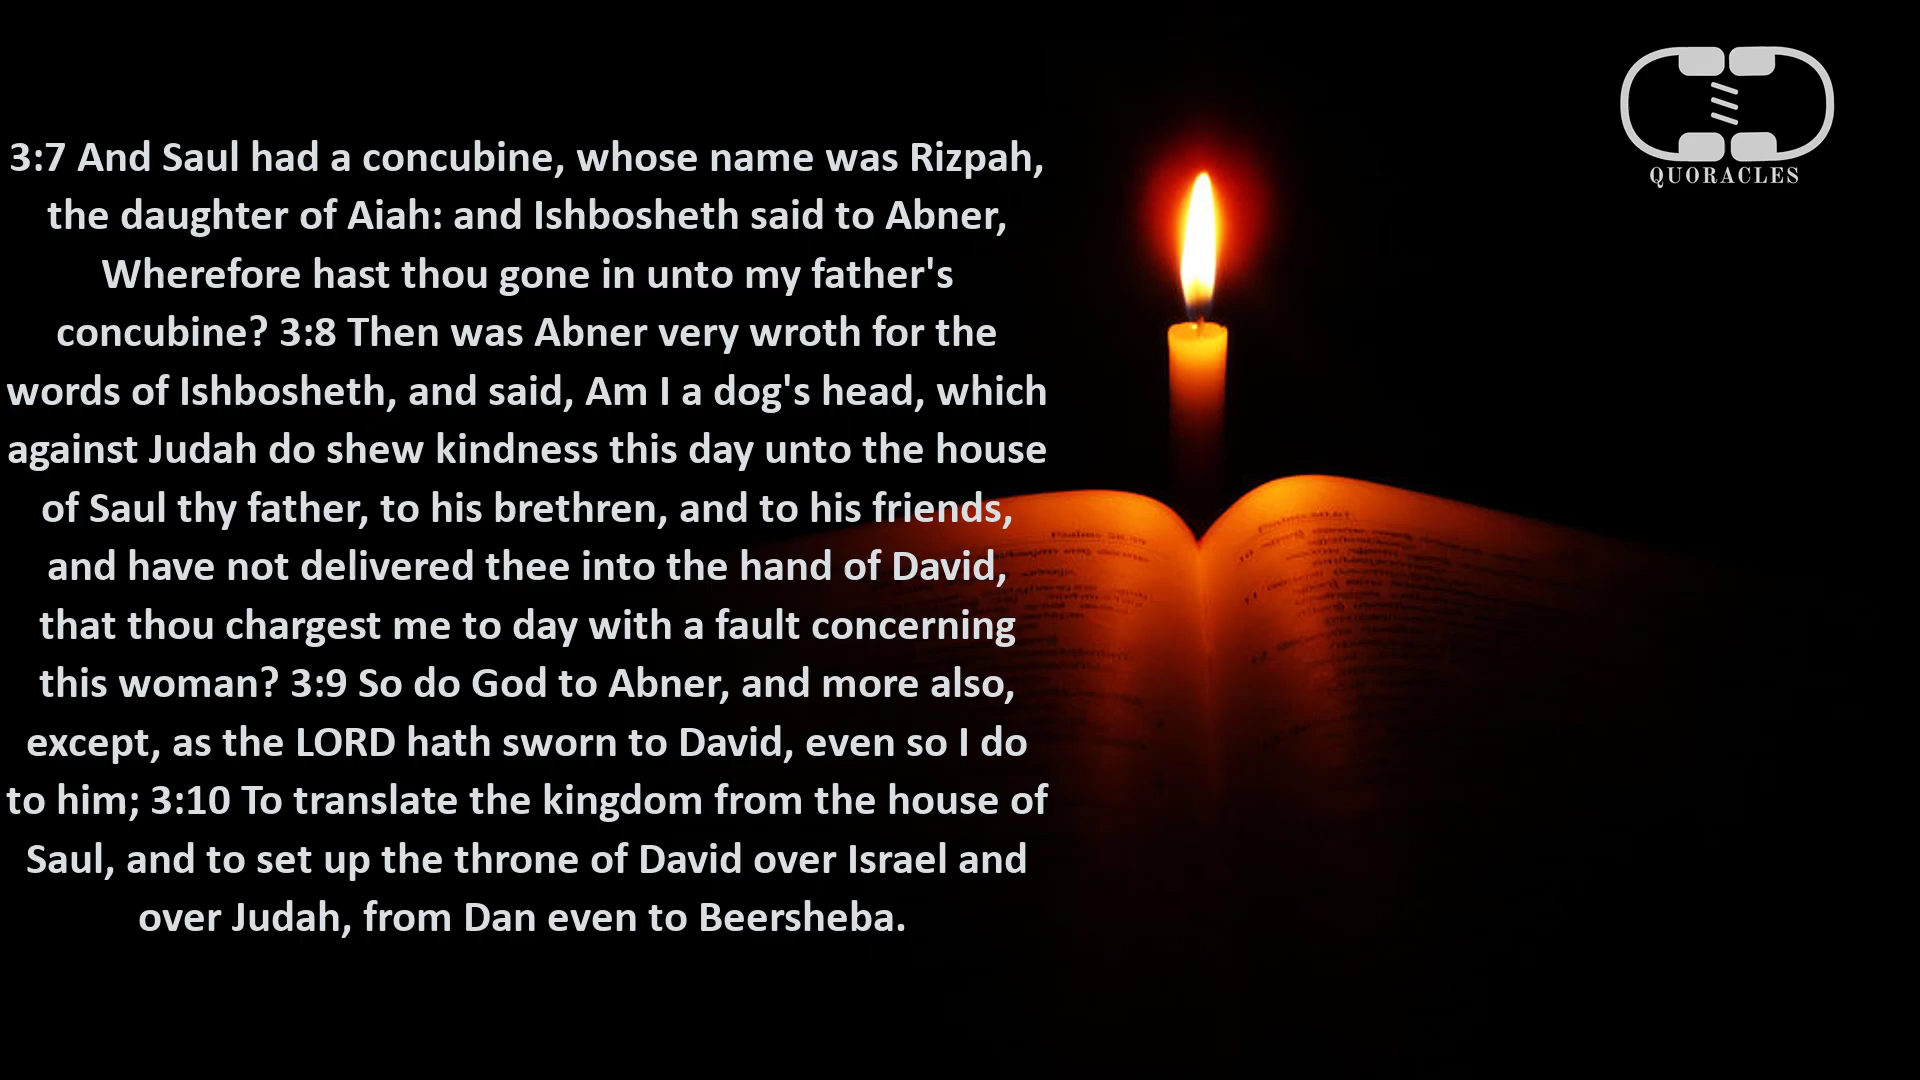 3:7 And Saul had a concubine, whose name was Rizpah,
the daughter of Aiah: and Ishbosheth said to Abner,
Wherefore hast thou gone in unto my father's
concubine? 3:8 Then was Abner very wroth for the
words of Ishbosheth, and said, Am I a dog's head, which
against Judah do shew kindness this day unto the house
of Saul thy father, to his brethren, and to his friends,
and have not delivered thee into the hand of David,
that thou chargest me to day with a fault concerning
this woman? 3:9 So do God to Abner, and more also,
except, as the LORD hath sworn to David, even so I do
to him; 3:10 To translate the kingdom from the house of
Saul, and to set up the throne of David over Israel and
over Judah, from Dan even to Beersheba.
QUORACLES